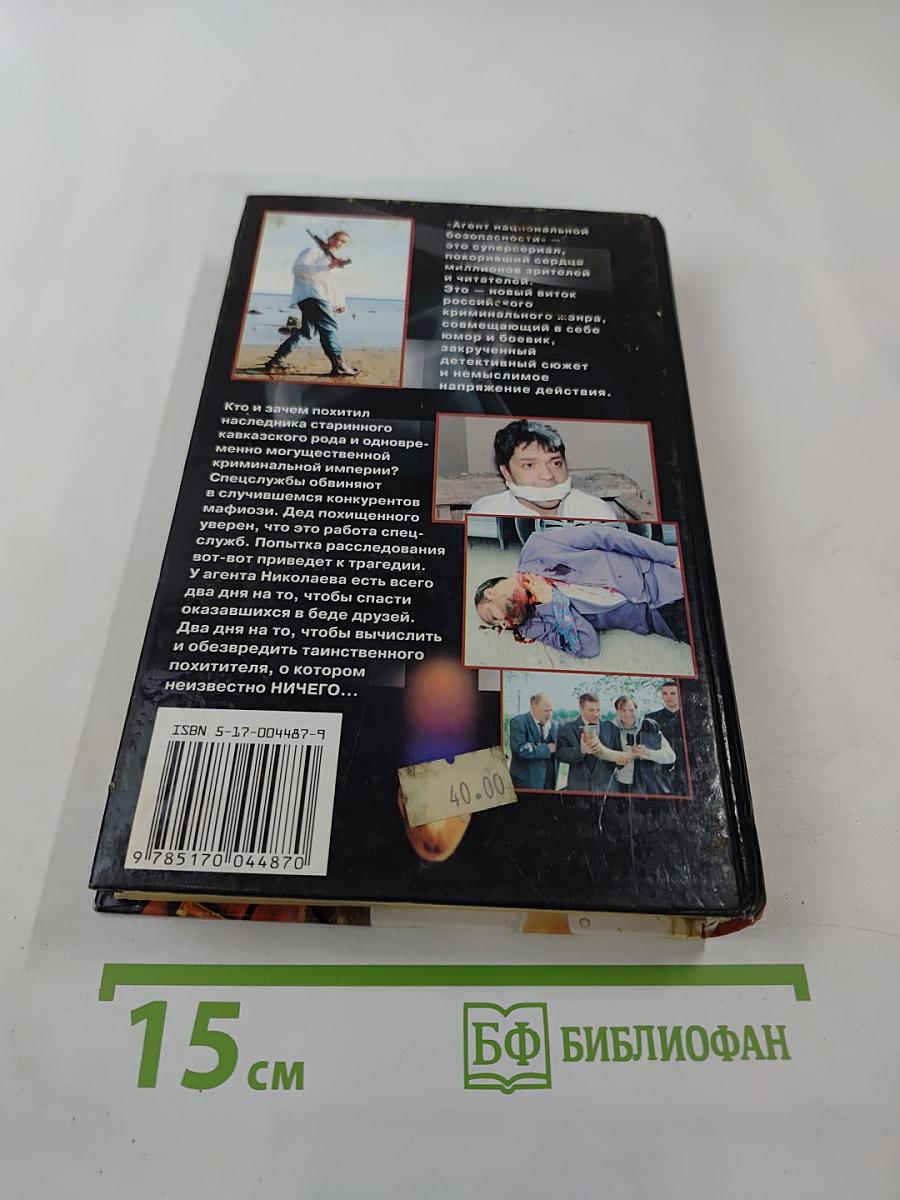 «Агент национальной
безопасности» —
это суперсериал,
покоривший сердца
миллионов зрителей
и читателей.
Это — новый виток
российского
криминального жанра,
совмещающий в себе
юмор и боевик,
закрученный
детективный сюжет
и немыслимое
напряжение действия.
Кто и зачем похитил
наследника старинного
кавказского рода и одновре-
менно могущественной
криминальной империи?
Спецслужбы обвиняют
в случившемся конкурентов
мафиози. Дед похищенного
уверен, что это работа спец-
служб. Попытка расследования
вот-вот приведет к трагедии.
У агента Николаева есть всего
два дня на то, чтобы спасти
оказавшихся в беде друзей.
Два дня на то, чтобы вычислить
и обезвредить таинственного
похитителя, о котором
неизвестно НИЧЕГО...
ISBN 5-17-004487-9
9 785170 044870
40.00
15 см
БФ БИБЛИОФАН